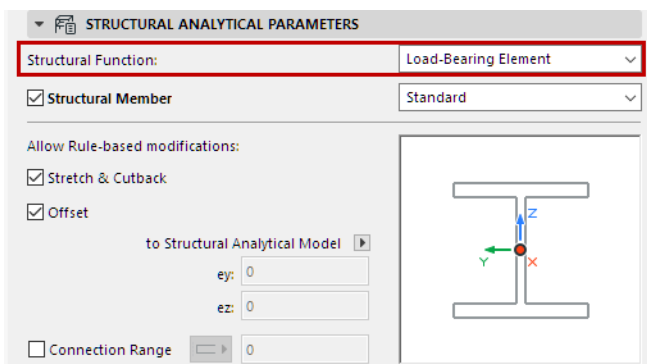 STRUCTURAL ANALYTICAL PARAMETERS
Structural Function: Load-Bearing Element
Structural Member Standard
Allow Rule-based modifications:
Stretch & Cutback
Offset
to Structural Analytical Model
ey: 0
ez: 0
Connection Range 0
Z
Y X